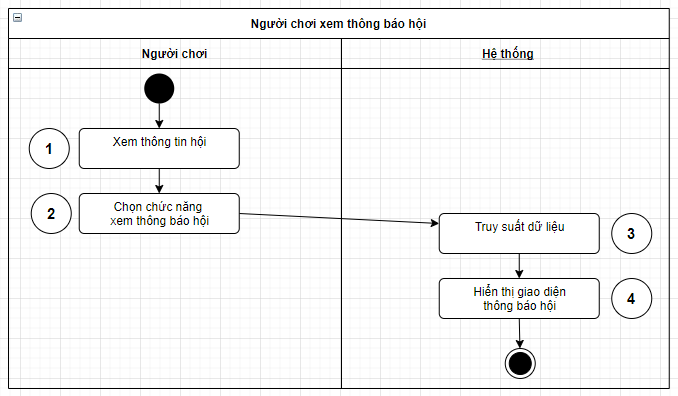 Người chơi xem thông báo hội
Người chơi
Hệ thống
1
Xem thông tin hội
2
Chọn chức năng
xem thông báo hội
Truy suất dữ liệu
3
Hiển thị giao diện
thông báo hội
4